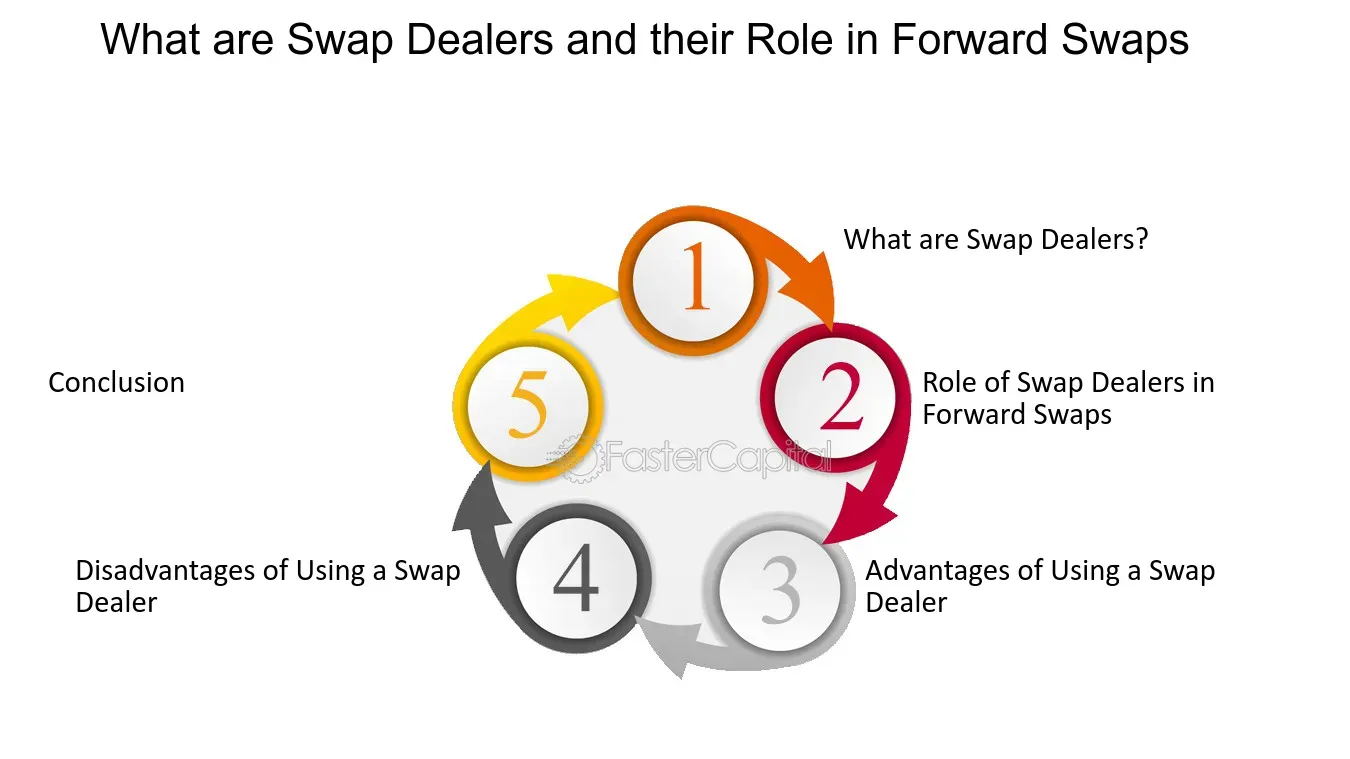 What are Swap Dealers and their Role in Forward Swaps
1
What are Swap Dealers?
2
Role of Swap Dealers in
Forward Swaps
3
Advantages of Using a Swap
Dealer
4
Disadvantages of Using a Swap
Dealer
5
Conclusion
FasterCapital